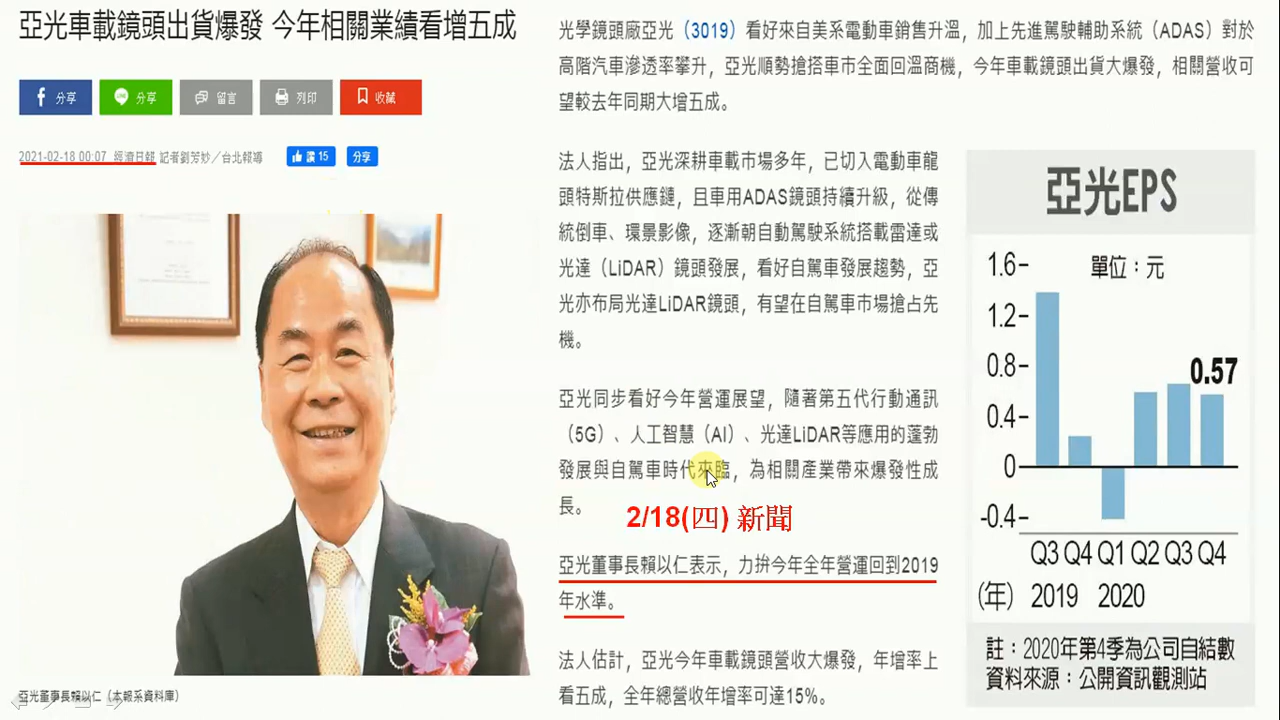 亞光車載鏡頭出貨爆發 今年相關業績看增五成
分享
分享
留言
列印
收藏
2021-02-18 00:07 經濟日報 記者劉芳妙／台北報導
讚 15
分享
亞光董事長賴以仁（本報系資料庫）
光學鏡頭廠亞光（3019）看好來自美系電動車銷售升溫，加上先進駕駛輔助系統（ADAS）對於
高階汽車滲透率攀升，亞光順勢搶搭車市全面回溫商機，今年車載鏡頭出貨大爆發，相關營收可
望較去年同期大增五成。
法人指出，亞光深耕車載市場多年，已切入電動車龍
頭特斯拉供應鏈，且車用ADAS鏡頭持續升級，從傳
統倒車、環景影像，逐漸朝自動駕駛系統搭載雷達或
光達（LiDAR）鏡頭發展，看好自駕車發展趨勢，亞
光亦布局光達LiDAR鏡頭，有望在自駕車市場搶占先
機。
亞光同步看好今年營運展望，隨著第五代行動通訊
（5G）、人工智慧（AI）、光達LiDAR等應用的蓬勃
發展與自駕車時代來臨，為相關產業帶來爆發性成
長。
2/18(四) 新聞
亞光董事長賴以仁表示，力拚今年全年營運回到2019
年水準。
法人估計，亞光今年車載鏡頭營收大爆發，年增率上
看五成，全年總營收年增率可達15%。
亞光EPS
單位：元
1.6
1.2
0.8
0.4
0
-0.4
0.57
Q3 Q4 Q1 Q2 Q3 Q4
(年) 2019 2020
註：2020年第4季為公司自結數
資料來源：公開資訊觀測站